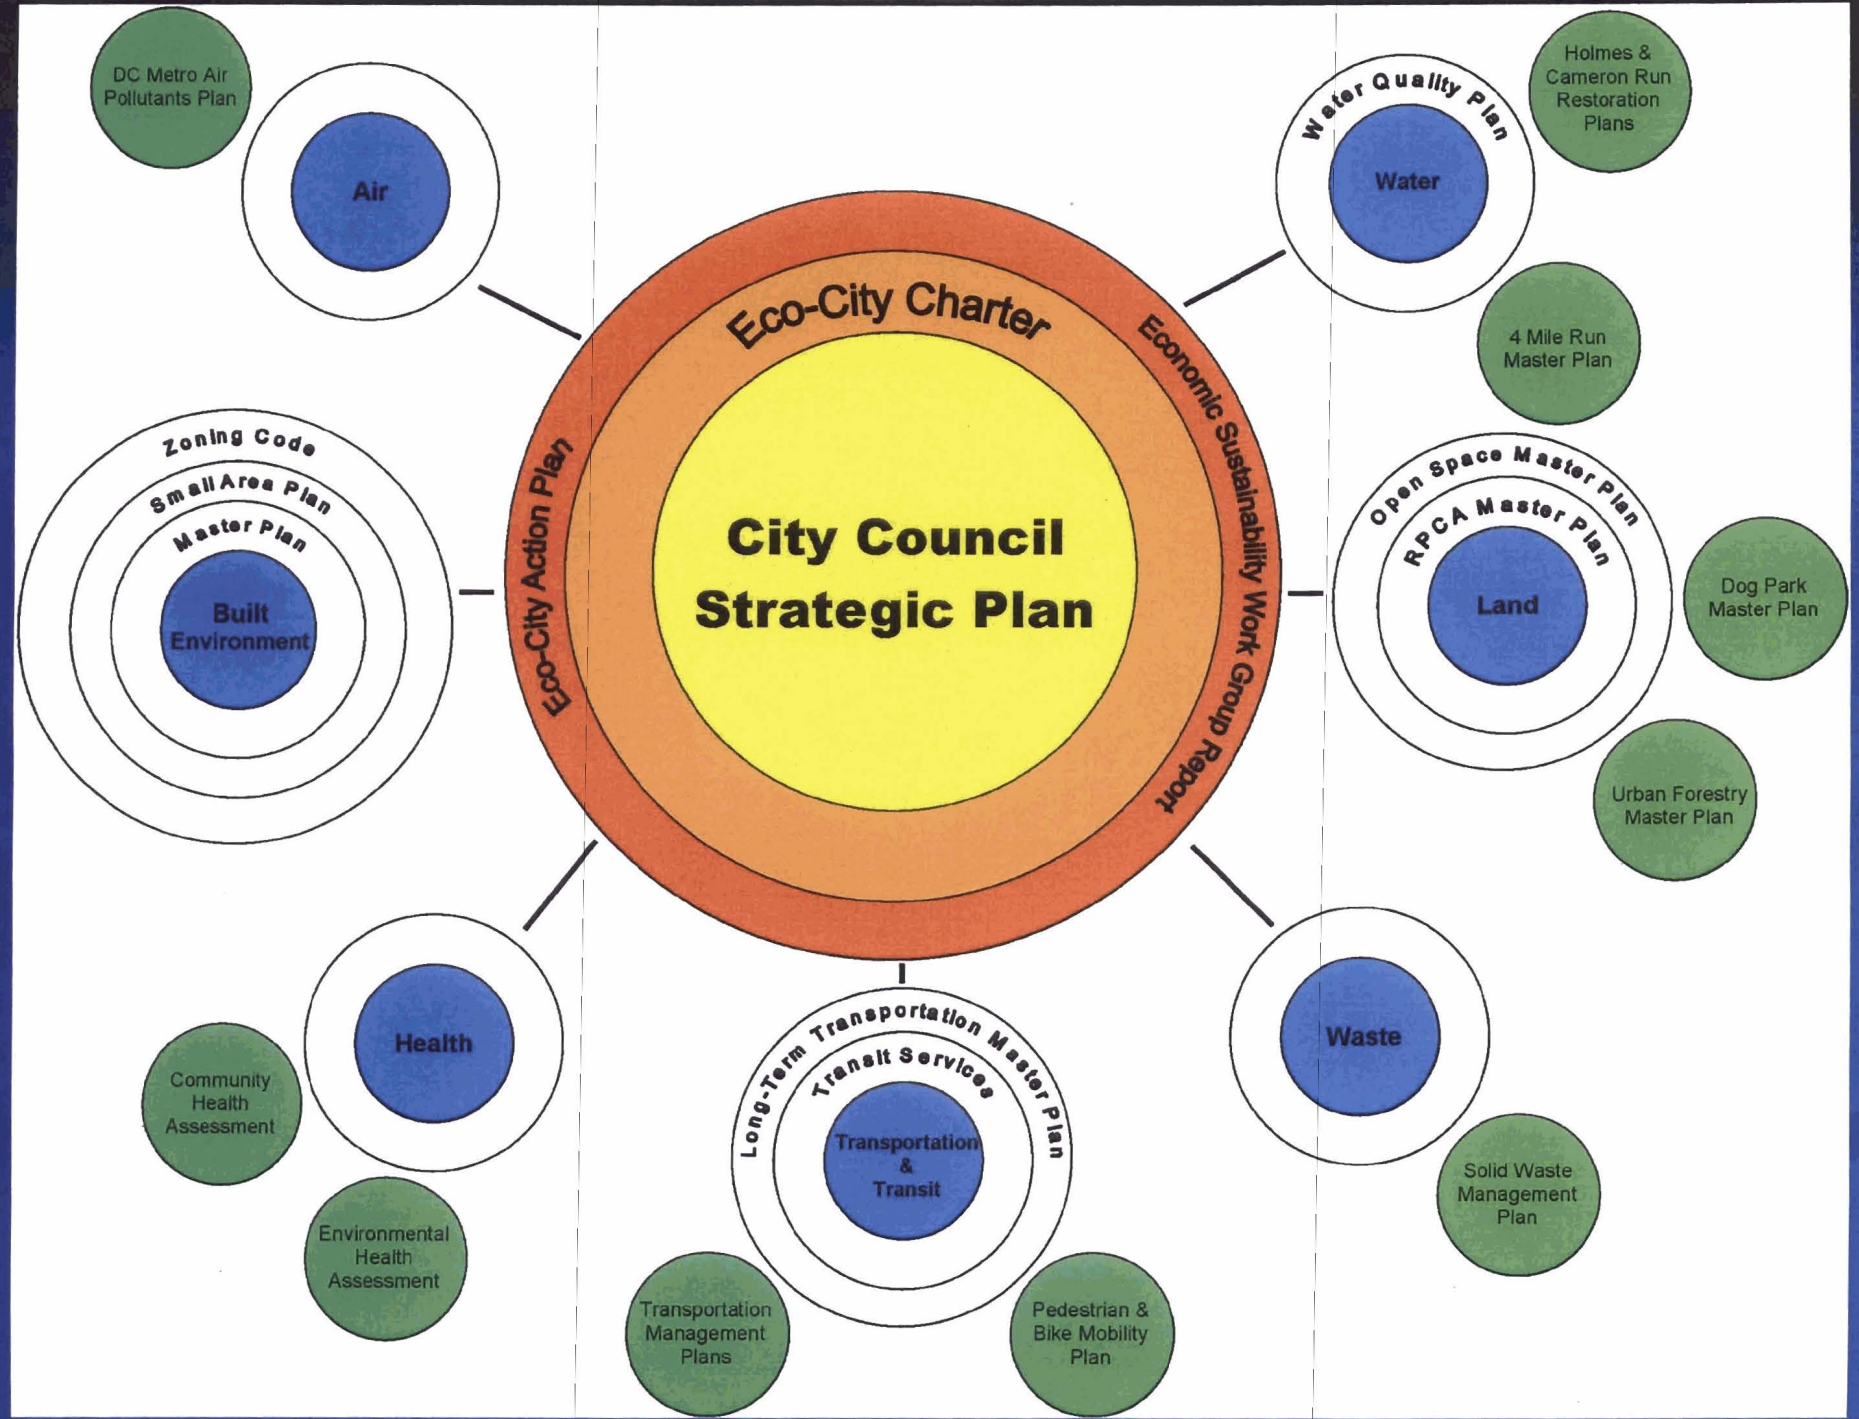 DC Metro Air
Pollutants Plan
Air
Water Quality Plan
Water
Holmes &
Cameron Run
Restoration
Plans
4 Mile Run
Master Plan
Eco-City Charter
Eco-City Action Plan
Economic Sustainability Work Group Report
City Council
Strategic Plan
Zoning Code
Small Area Plan
Master Plan
Built
Environment
Open Space Master Plan
RPCA Master Plan
Land
Dog Park
Master Plan
Urban Forestry
Master Plan
Health
Community
Health
Assessment
Environmental
Health
Assessment
Long-Term Transportation Master Plan
Transit Services
Transportation
&
Transit
Transportation
Management
Plans
Pedestrian &
Bike Mobility
Plan
Waste
Solid Waste
Management
Plan